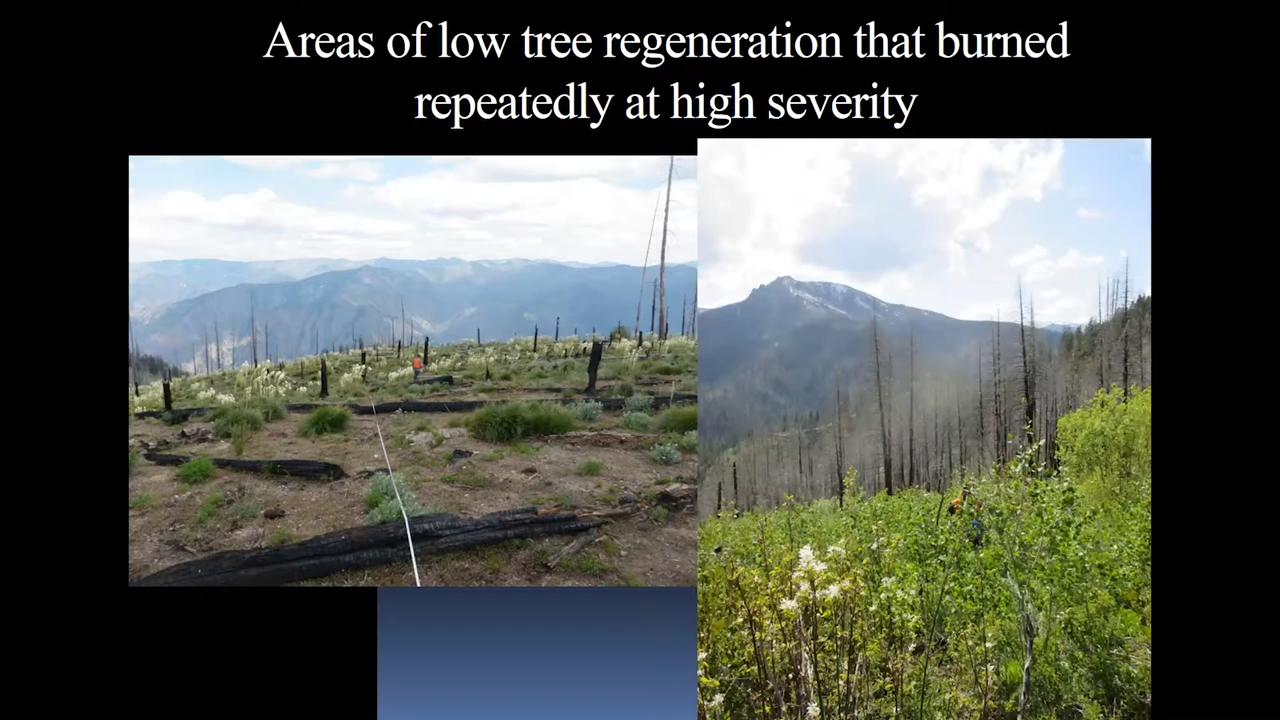 Areas of low tree regeneration that burned
repeatedly at high severity